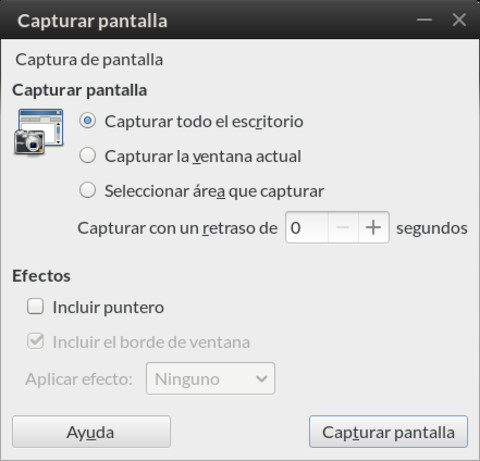 Capturar pantalla
Captura de pantalla
Capturar pantalla
Capturar todo el escritorio
Capturar la ventana actual
Seleccionar área que capturar
Capturar con un retraso de 0 segundos
Efectos
Incluir puntero
Incluir el borde de ventana
Aplicar efecto: Ninguno
Ayuda Capturar pantalla